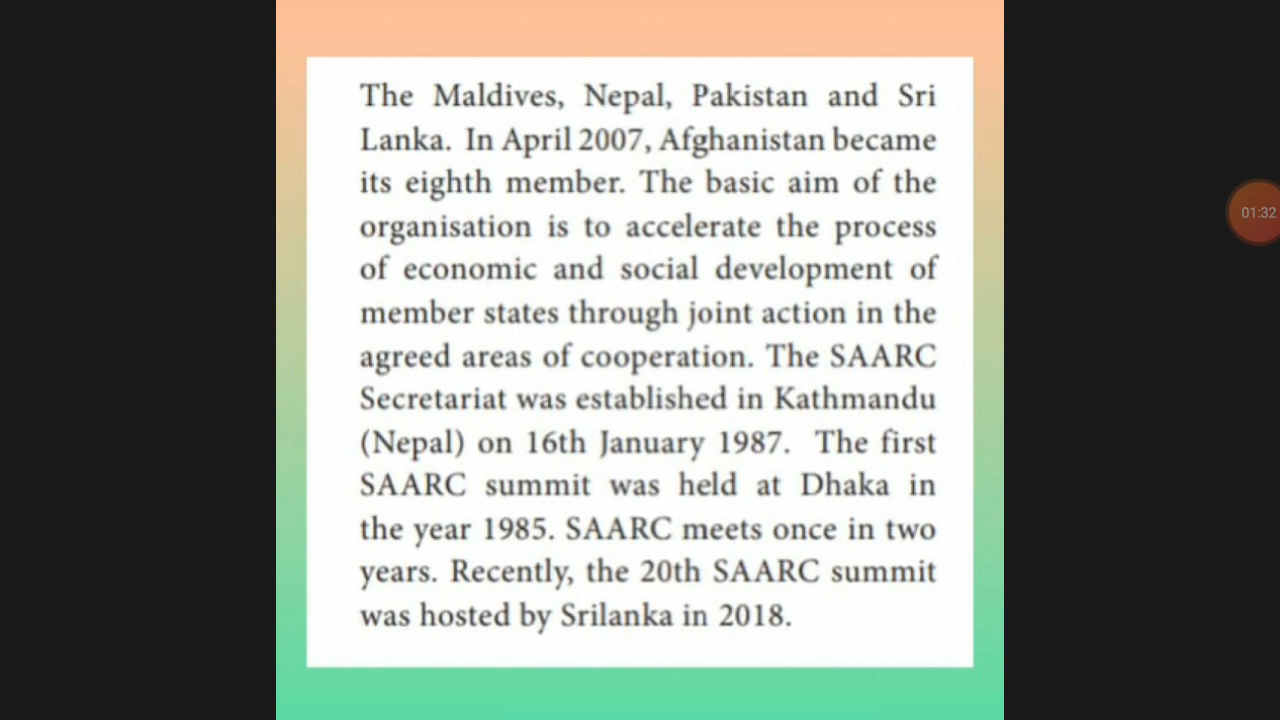 The Maldives, Nepal, Pakistan and Sri
Lanka. In April 2007, Afghanistan became
its eighth member. The basic aim of the
organisation is to accelerate the process
of economic and social development of
member states through joint action in the
agreed areas of cooperation. The SAARC
Secretariat was established in Kathmandu
(Nepal) on 16th January 1987. The first
SAARC summit was held at Dhaka in
the year 1985. SAARC meets once in two
years. Recently, the 20th SAARC summit
was hosted by Srilanka in 2018.
01:32